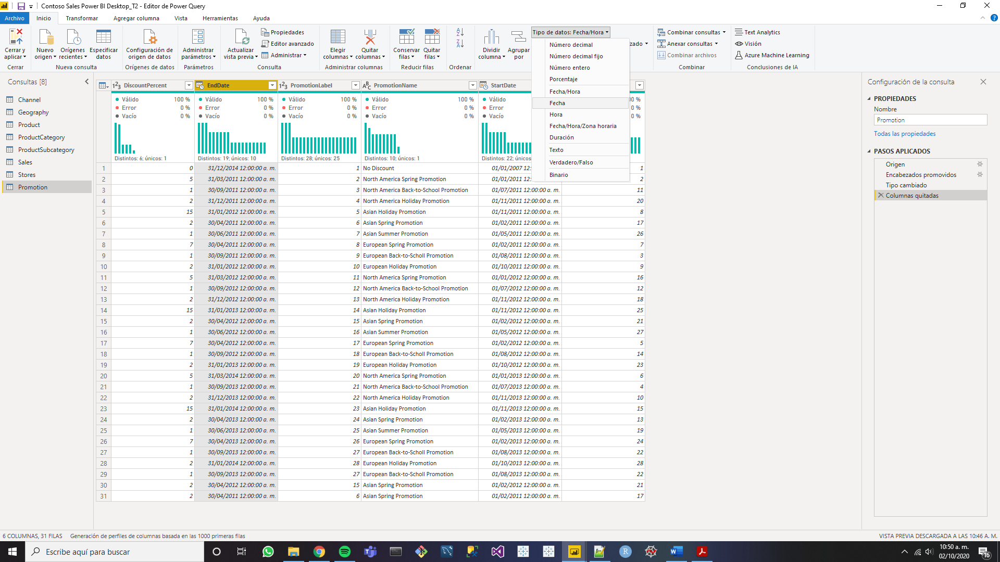 Contoso Sales Power BI Desktop_T2 - Editor de Power Query
Archivo Inicio Transformar Agregar columna Vista Herramientas Ayuda
Cerrar y aplicar
Cerrar
Nuevo origen
Orígenes recientes
Especificar datos
Nueva consulta
Configuración de origen de datos
Orígenes de datos
Administrar parámetros
Parámetros
Actualizar vista previa
Propiedades
Editor avanzado
Administrar
Consulta
Elegir columnas
Quitar columnas
Administrar columnas
Conservar filas
Quitar filas
Reducir filas
Ordenar
Dividir columna
Agrupar por
Tipo de datos: Fecha/Hora
Número decimal
Número decimal fijo
Número entero
Porcentaje
Fecha/Hora
Fecha
Hora
Fecha/Hora/Zona horaria
Duración
Texto
Verdadero/Falso
Binario
zado
Combinar consultas
Anexar consultas
Combinar archivos
Combinar
Text Analytics
Visión
Azure Machine Learning
Conclusiones de IA
Consultas [8]
Channel
Geography
Product
ProductCategory
ProductSubcategory
Sales
Stores
Promotion
DiscountPercent EndDate PromotionLabel PromotionName StartDate
Válido 100 % Válido 100 % Válido 100 % Válido 100 % Válido
Error 0 % Error 0 % Error 0 % Error 0 % Error 0 %
Vacío 0 % Vacío 0 % Vacío 0 % Vacío 0 % Vacío 0 %
Distintos: 6; únicos: 1 Distintos: 19; únicos: 10 Distintos: 28; únicos: 25 Distintos: 10; únicos: 1 Distintos: 22; únicos
1 0 31/12/2014 12:00:00 a. m. 1 No Discount 01/01/2007 12: 1
2 5 31/03/2011 12:00:00 a. m. 2 North America Spring Promotion 01/01/2011 12: 2
3 1 30/09/2011 12:00:00 a. m. 3 North America Back-to-School Promotion 01/07/2011 12:00:00 a. m. 11
4 2 31/12/2011 12:00:00 a. m. 4 North America Holiday Promotion 01/11/2011 12:00:00 a. m. 20
5 15 31/01/2012 12:00:00 a. m. 5 Asian Holiday Promotion 01/11/2011 12:00:00 a. m. 8
6 2 30/04/2011 12:00:00 a. m. 6 Asian Spring Promotion 01/02/2011 12:00:00 a. m. 17
7 1 30/06/2011 12:00:00 a. m. 7 Asian Summer Promotion 01/05/2011 12:00:00 a. m. 26
8 7 30/04/2011 12:00:00 a. m. 8 European Spring Promotion 01/02/2011 12:00:00 a. m. 7
9 1 30/09/2011 12:00:00 a. m. 9 European Back-to-Scholl Promotion 01/08/2011 12:00:00 a. m. 3
10 2 31/01/2012 12:00:00 a. m. 10 European Holiday Promotion 01/10/2011 12:00:00 a. m. 9
11 5 31/03/2012 12:00:00 a. m. 11 North America Spring Promotion 01/01/2012 12:00:00 a. m. 16
12 1 30/09/2012 12:00:00 a. m. 12 North America Back-to-School Promotion 01/07/2012 12:00:00 a. m. 12
13 2 31/12/2012 12:00:00 a. m. 13 North America Holiday Promotion 01/11/2012 12:00:00 a. m. 18
14 15 31/01/2013 12:00:00 a. m. 14 Asian Holiday Promotion 01/11/2012 12:00:00 a. m. 25
15 2 30/04/2012 12:00:00 a. m. 15 Asian Spring Promotion 01/02/2012 12:00:00 a. m. 21
16 1 30/06/2012 12:00:00 a. m. 16 Asian Summer Promotion 01/05/2012 12:00:00 a. m. 27
17 7 30/04/2012 12:00:00 a. m. 17 European Spring Promotion 01/02/2012 12:00:00 a. m. 5
18 1 30/09/2012 12:00:00 a. m. 18 European Back-to-Scholl Promotion 01/08/2012 12:00:00 a. m. 14
19 2 31/01/2013 12:00:00 a. m. 19 European Holiday Promotion 01/10/2012 12:00:00 a. m. 23
20 5 31/03/2014 12:00:00 a. m. 20 North America Spring Promotion 01/01/2013 12:00:00 a. m. 6
21 1 30/09/2013 12:00:00 a. m. 21 North America Back-to-School Promotion 01/07/2013 12:00:00 a. m. 4
22 2 31/12/2013 12:00:00 a. m. 22 North America Holiday Promotion 01/11/2013 12:00:00 a. m. 10
23 15 31/01/2014 12:00:00 a. m. 23 Asian Holiday Promotion 01/11/2013 12:00:00 a. m. 15
24 2 30/04/2013 12:00:00 a. m. 24 Asian Spring Promotion 01/02/2013 12:00:00 a. m. 13
25 1 30/06/2013 12:00:00 a. m. 25 Asian Summer Promotion 01/05/2013 12:00:00 a. m. 19
26 7 30/04/2013 12:00:00 a. m. 26 European Spring Promotion 01/02/2013 12:00:00 a. m. 24
27 1 30/09/2013 12:00:00 a. m. 27 European Back-to-Scholl Promotion 01/08/2013 12:00:00 a. m. 22
28 2 31/01/2014 12:00:00 a. m. 28 European Holiday Promotion 01/10/2013 12:00:00 a. m. 28
29 1 30/09/2013 12:00:00 a. m. 27 European Back-to-Scholl Promotion 01/08/2013 12:00:00 a. m. 22
30 2 30/04/2012 12:00:00 a. m. 15 Asian Spring Promotion 01/02/2012 12:00:00 a. m. 21
31 2 30/04/2011 12:00:00 a. m. 6 Asian Spring Promotion 01/02/2011 12:00:00 a. m. 17
Configuración de la consulta
PROPIEDADES
Nombre
Promotion
Todas las propiedades
PASOS APLICADOS
Origen
Encabezados promovidos
Tipo cambiado
Columnas quitadas
6 COLUMNAS, 31 FILAS Generación de perfiles de columnas basada en las 1000 primeras filas
VISTA PREVIA DESCARGADA A LAS 10:46 A. M.
Escribe aquí para buscar
10:50 a. m.
02/10/2020
16